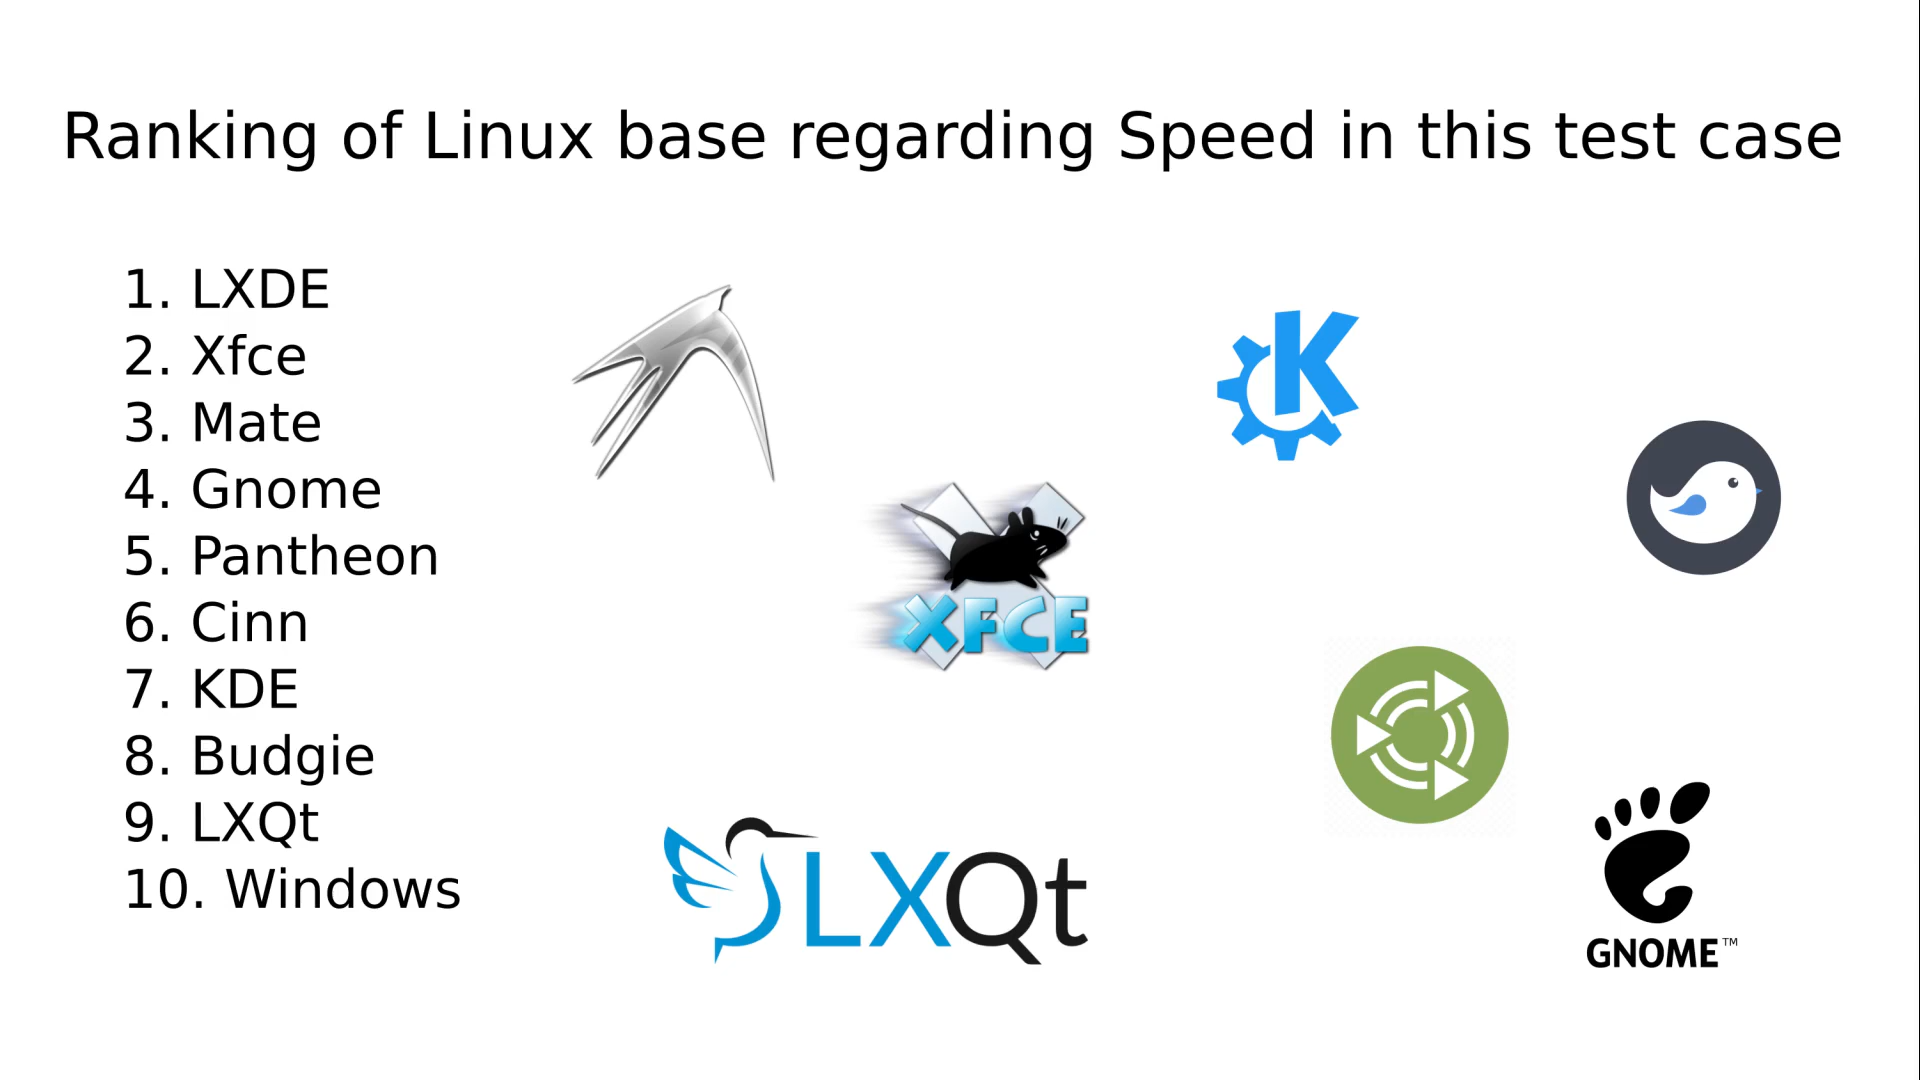 Ranking of Linux base regarding Speed in this test case
1. LXDE
2. Xfce
3. Mate
4. Gnome
5. Pantheon
6. Cinn
7. KDE
8. Budgie
9. LXQt
10. Windows
K
XFCE
LXQt
GNOME™